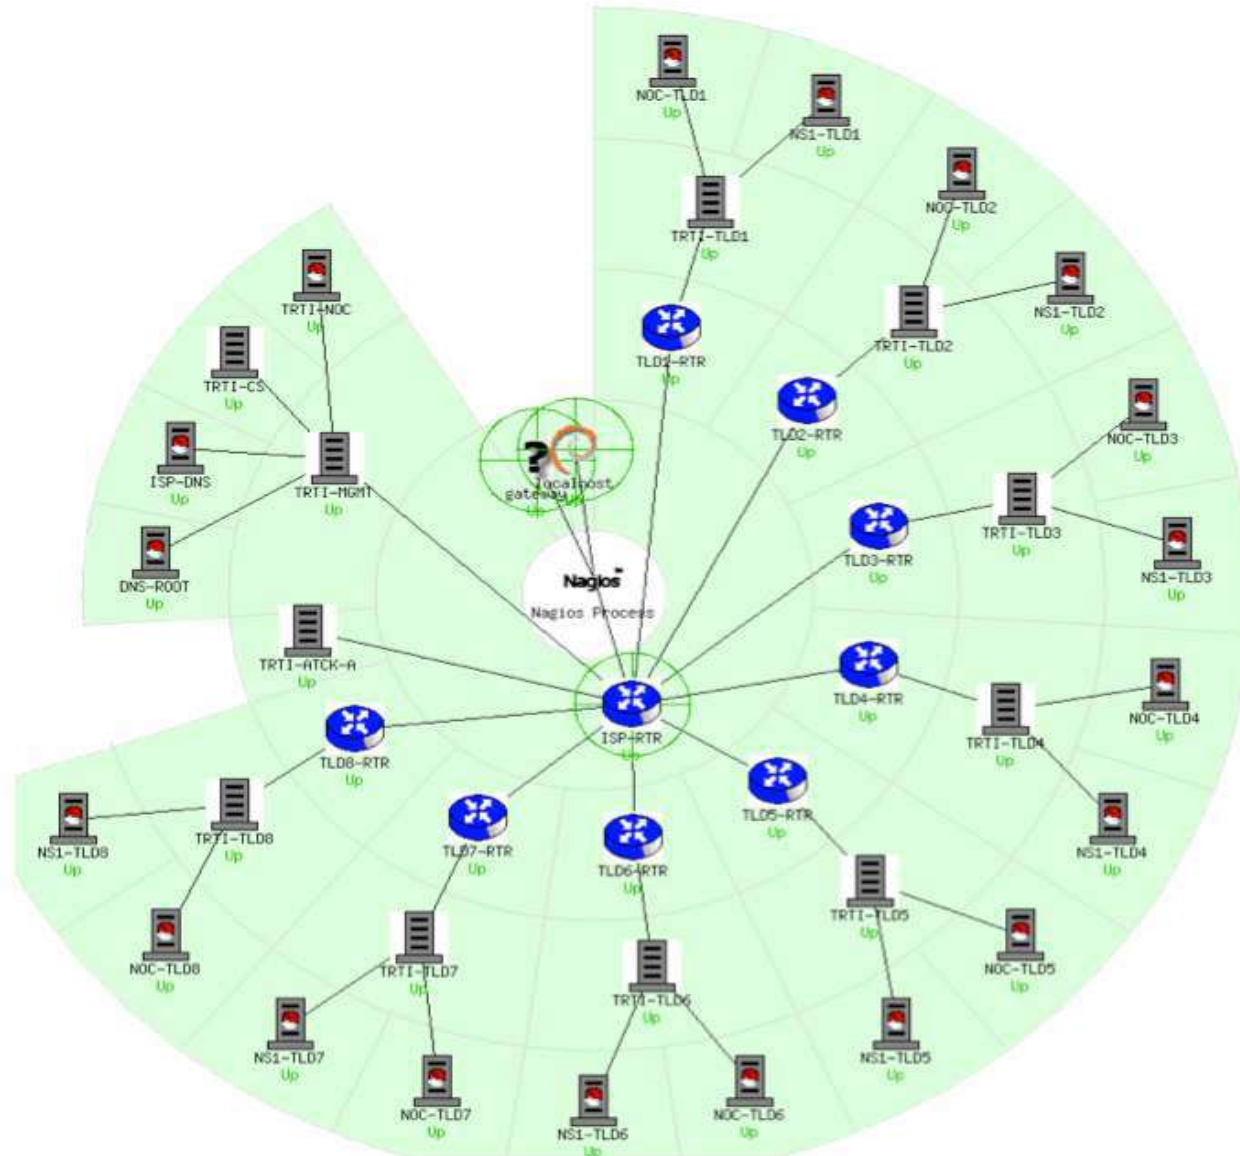 NOC-TLD1
Up
NS1-TLD1
Up
TRTI-TLD1
Up
TLD1-RTR
Up
NOC-TLD2
Up
NS1-TLD2
Up
TRTI-TLD2
Up
TLD2-RTR
Up
NOC-TLD3
Up
NS1-TLD3
Up
TRTI-TLD3
Up
TLD3-RTR
Up
TRTI-NOC
Up
TRTI-CS
Up
ISP-DNS
Up
TRTI-MGMT
Up
DNS-ROOT
Up
?
localhost
Up
gateway
Up
Nagios™
Nagios Process
TRTI-ATCK-A
Up
ISP-RTR
Up
TLD4-RTR
Up
TRTI-TLD4
Up
NOC-TLD4
Up
NS1-TLD4
Up
TLD5-RTR
Up
TRTI-TLD5
Up
NOC-TLD5
Up
NS1-TLD5
Up
TLD6-RTR
Up
TRTI-TLD6
Up
NOC-TLD6
Up
NS1-TLD6
Up
TLD7-RTR
Up
TRTI-TLD7
Up
NS1-TLD7
Up
NOC-TLD7
Up
TLD8-RTR
Up
TRTI-TLD8
Up
NS1-TLD8
Up
NOC-TLD8
Up